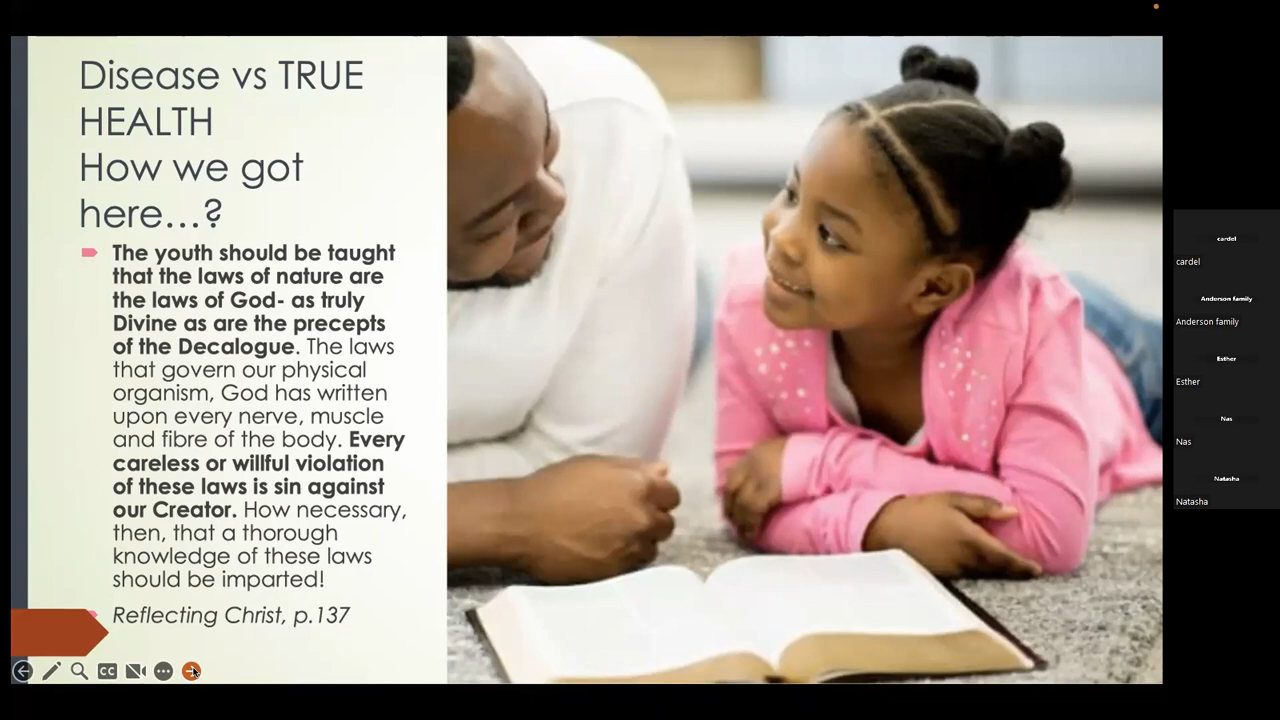 Disease vs TRUE
HEALTH
How we got
here...?
The youth should be taught
that the laws of nature are
the laws of God- as truly
Divine as are the precepts
of the Decalogue. The laws
that govern our physical
organism, God has written
upon every nerve, muscle
and fibre of the body. Every
careless or willful violation
of these laws is sin against
our Creator. How necessary,
then, that a thorough
knowledge of these laws
should be imparted!
Reflecting Christ, p.137
CC
cardel
cardel
Anderson family
Anderson family
Esther
Esther
Nas
Nas
Natasha
Natasha